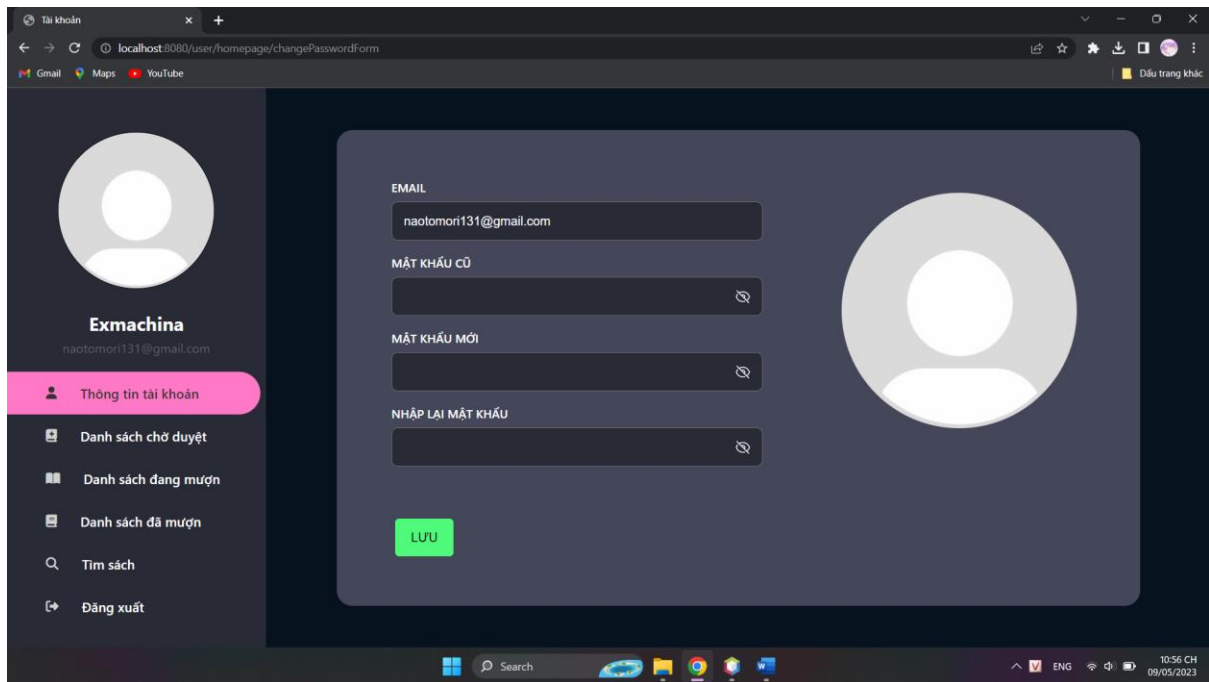 Tài khoản
localhost:8080/user/homepage/changePasswordForm
Gmail Maps YouTube Dấu trang khác
Exmachina
naotomori131@gmail.com
Thông tin tài khoản
Danh sách chờ duyệt
Danh sách đang mượn
Danh sách đã mượn
Tìm sách
Đăng xuất
EMAIL
naotomori131@gmail.com
MẬT KHẨU CŨ
MẬT KHẨU MỚI
NHẬP LẠI MẬT KHẨU
LƯU
Search
V ENG
10:56 CH
09/05/2023